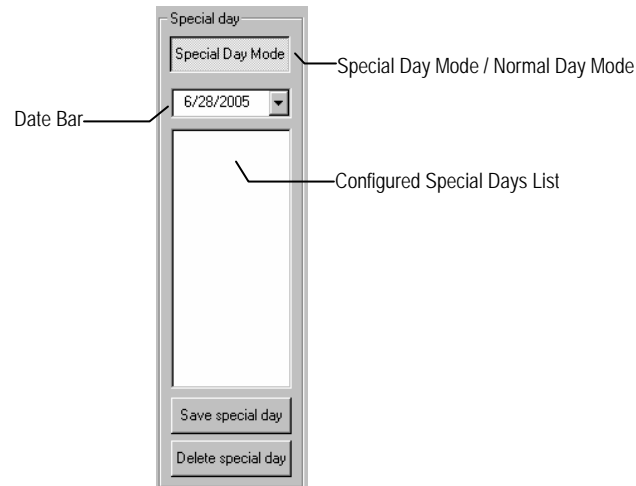 Special day
Special Day Mode
Special Day Mode / Normal Day Mode
6/28/2005
Date Bar
Configured Special Days List
Save special day
Delete special day